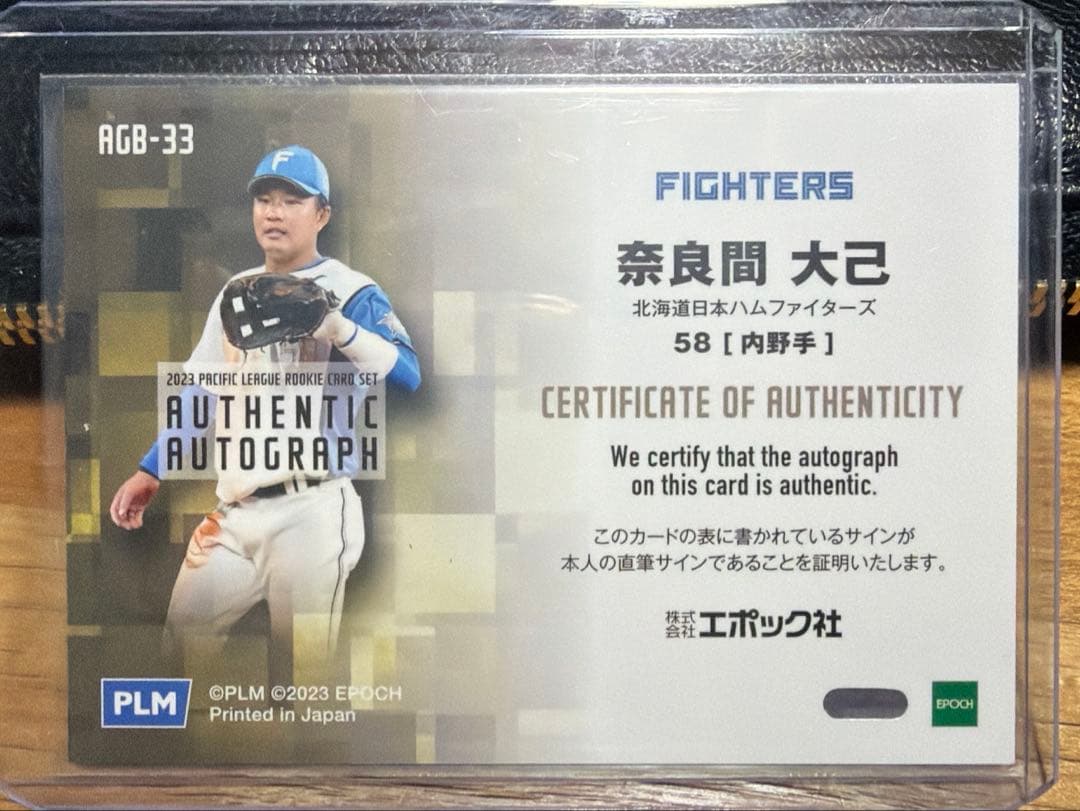 AGB-33
F
2023 PACIFIC LEAGUE ROOKIE CARD SET
AUTHENTIC
AUTOGRAPH
PLM
©PLM ©2023 EPOCH
Printed in Japan
FIGHTERS
奈良間 大己
北海道日本ハムファイターズ
58 [ 内野手 ]
CERTIFICATE OF AUTHENTICITY
We certify that the autograph
on this card is authentic.
このカードの表に書かれているサインが
本人の直筆サインであることを証明いたします。
株式会社エポック社
EPOCH